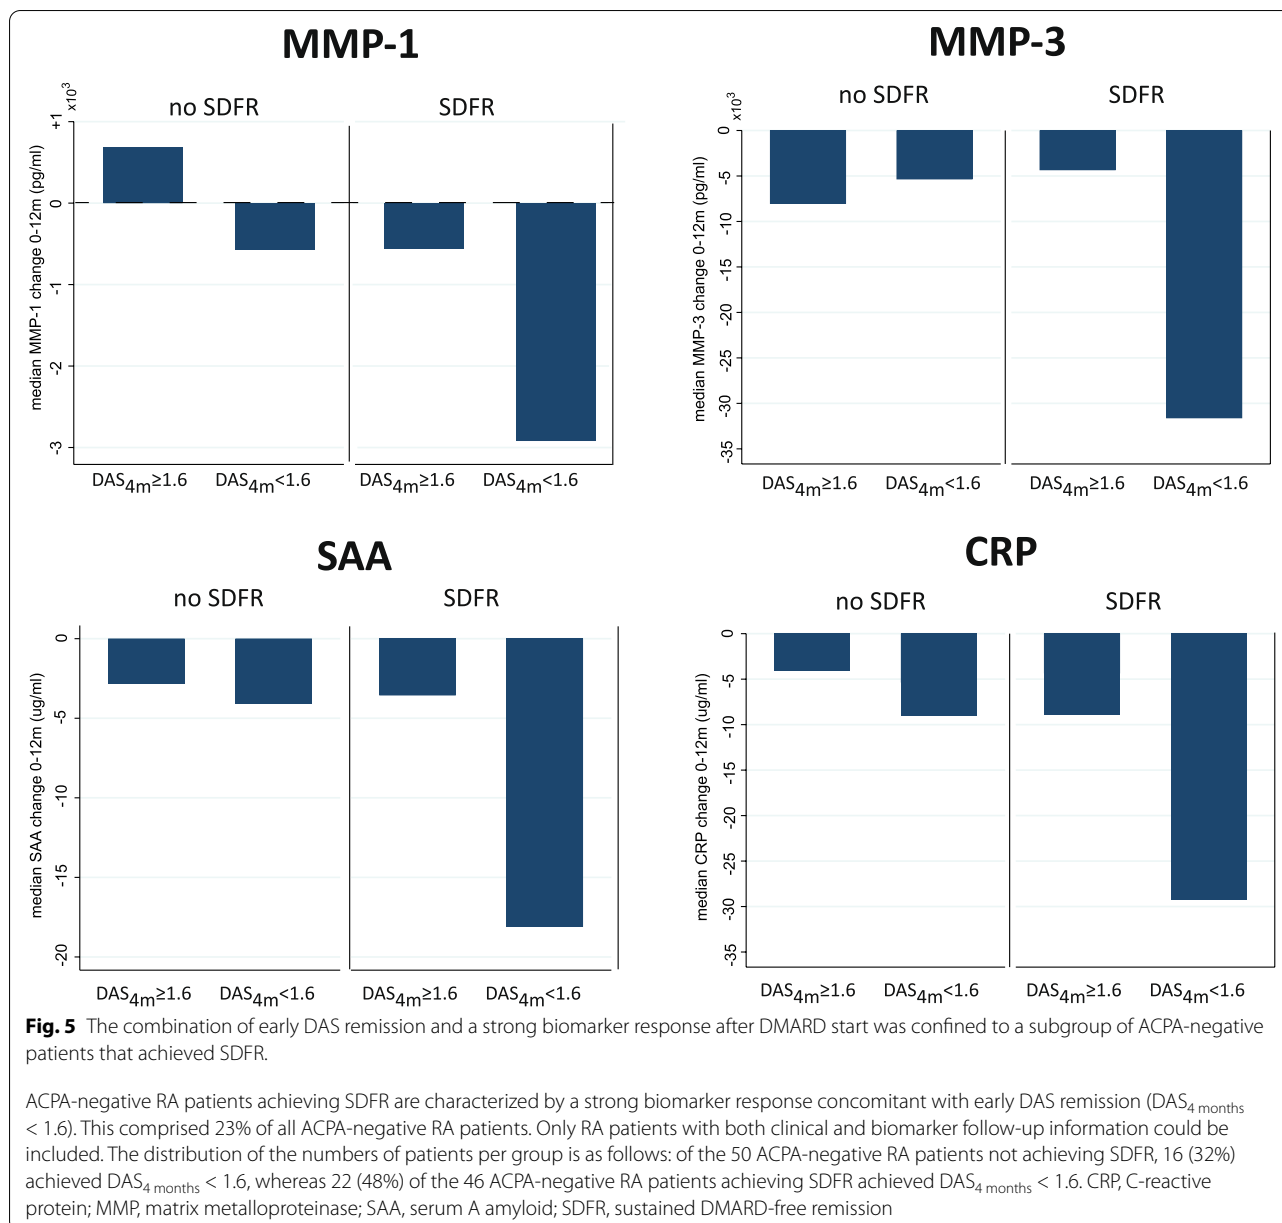 MMP-1
no SDFR
SDFR
x10³
+1
0
-1
-2
-3
median MMP-1 change 0-12m (pg/ml)
DAS4m≥1.6 DAS4m<1.6 DAS4m≥1.6 DAS4m<1.6
MMP-3
no SDFR
SDFR
x10³
0
-5
-10
-15
-20
-25
-30
-35
median MMP-3 change 0-12m (pg/ml)
DAS4m≥1.6 DAS4m<1.6 DAS4m≥1.6 DAS4m<1.6
SAA
no SDFR
SDFR
0
-5
-10
-15
-20
median SAA change 0-12m (ug/ml)
DAS4m≥1.6 DAS4m<1.6 DAS4m≥1.6 DAS4m<1.6
CRP
no SDFR
SDFR
0
-5
-10
-15
-20
-25
-30
-35
median CRP change 0-12m (ug/ml)
DAS4m≥1.6 DAS4m<1.6 DAS4m≥1.6 DAS4m<1.6
Fig. 5 The combination of early DAS remission and a strong biomarker response after DMARD start was confined to a subgroup of ACPA-negative
patients that achieved SDFR.
ACPA-negative RA patients achieving SDFR are characterized by a strong biomarker response concomitant with early DAS remission (DAS4 months
< 1.6). This comprised 23% of all ACPA-negative RA patients. Only RA patients with both clinical and biomarker follow-up information could be
included. The distribution of the numbers of patients per group is as follows: of the 50 ACPA-negative RA patients not achieving SDFR, 16 (32%)
achieved DAS4 months < 1.6, whereas 22 (48%) of the 46 ACPA-negative RA patients achieving SDFR achieved DAS4 months < 1.6. CRP, C-reactive
protein; MMP, matrix metalloproteinase; SAA, serum A amyloid; SDFR, sustained DMARD-free remission